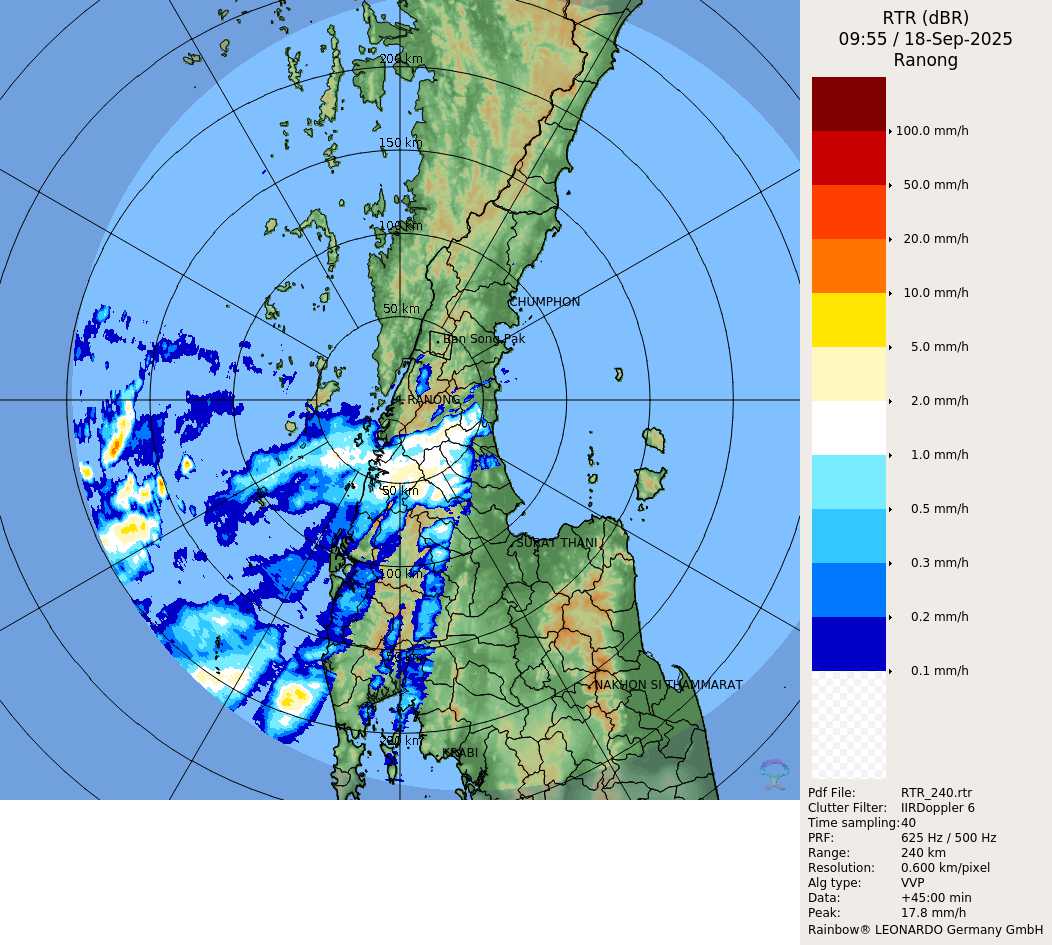 RTR (dBR)
09:55 / 18-Sep-2025
Ranong
100.0 mm/h
50.0 mm/h
20.0 mm/h
10.0 mm/h
5.0 mm/h
2.0 mm/h
1.0 mm/h
0.5 mm/h
0.3 mm/h
0.2 mm/h
0.1 mm/h
200 km
150 km
100 km
50 km
CHUMPHON
Ban Song Pak
RANONG
50 km
SURAT THANI
100 km
NAKHON SI THAMMARAT
200 km
KRABI
Pdf File: RTR_240.rtr
Clutter Filter: IIRDoppler 6
Time sampling: 40
PRF: 625 Hz / 500 Hz
Range: 240 km
Resolution: 0.600 km/pixel
Alg type: VVP
Data: +45:00 min
Peak: 17.8 mm/h
Rainbow® LEONARDO Germany GmbH